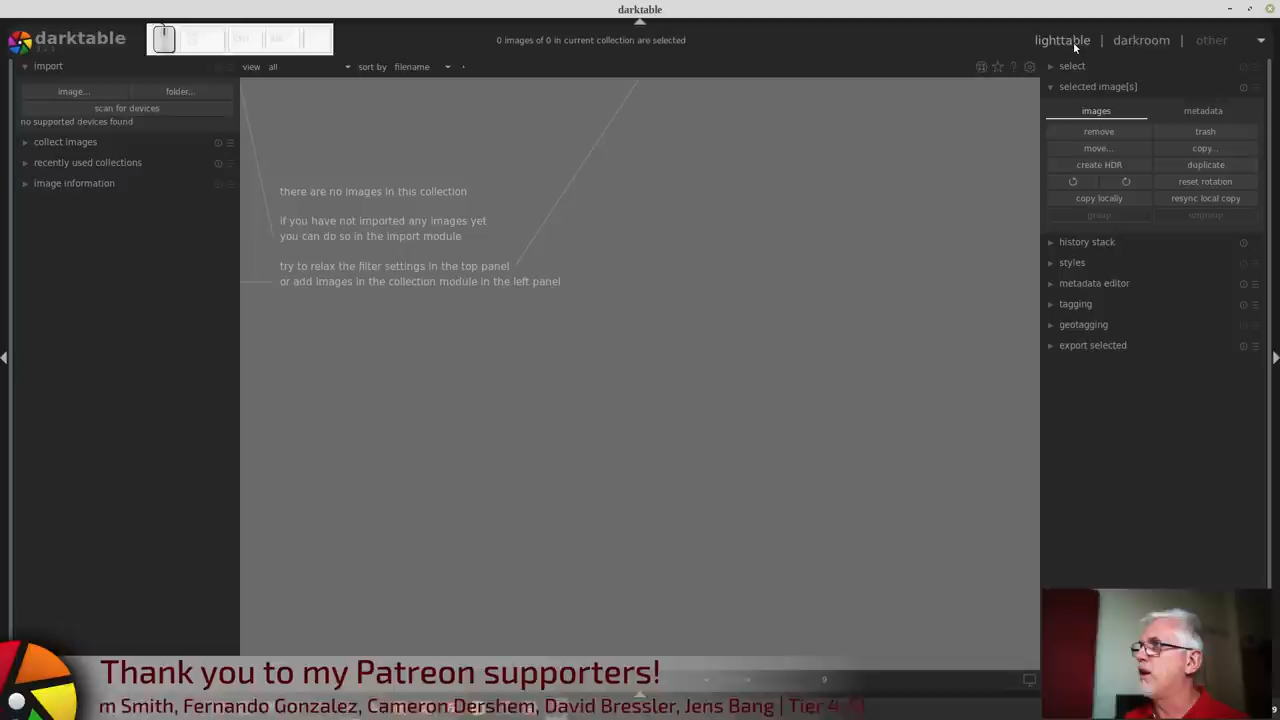 darktable
darktable
0 images of 0 in current collection are selected
lighttable | darkroom | other
import
view all
sort by filename
select
image...
folder...
scan for devices
no supported devices found
collect images
recently used collections
image information
selected image[s]
images
metadata
remove
trash
move...
copy...
create HDR
duplicate
reset rotation
copy locally
resync local copy
group
ungroup
history stack
styles
metadata editor
tagging
geotagging
export selected
there are no images in this collection
if you have not imported any images yet
you can do so in the import module
try to relax the filter settings in the top panel
or add images in the collection module in the left panel
9
Thank you to my Patreon supporters!
m Smith, Fernando Gonzalez, Cameron Dershem, David Bressler, Jens Bang | Tier 4